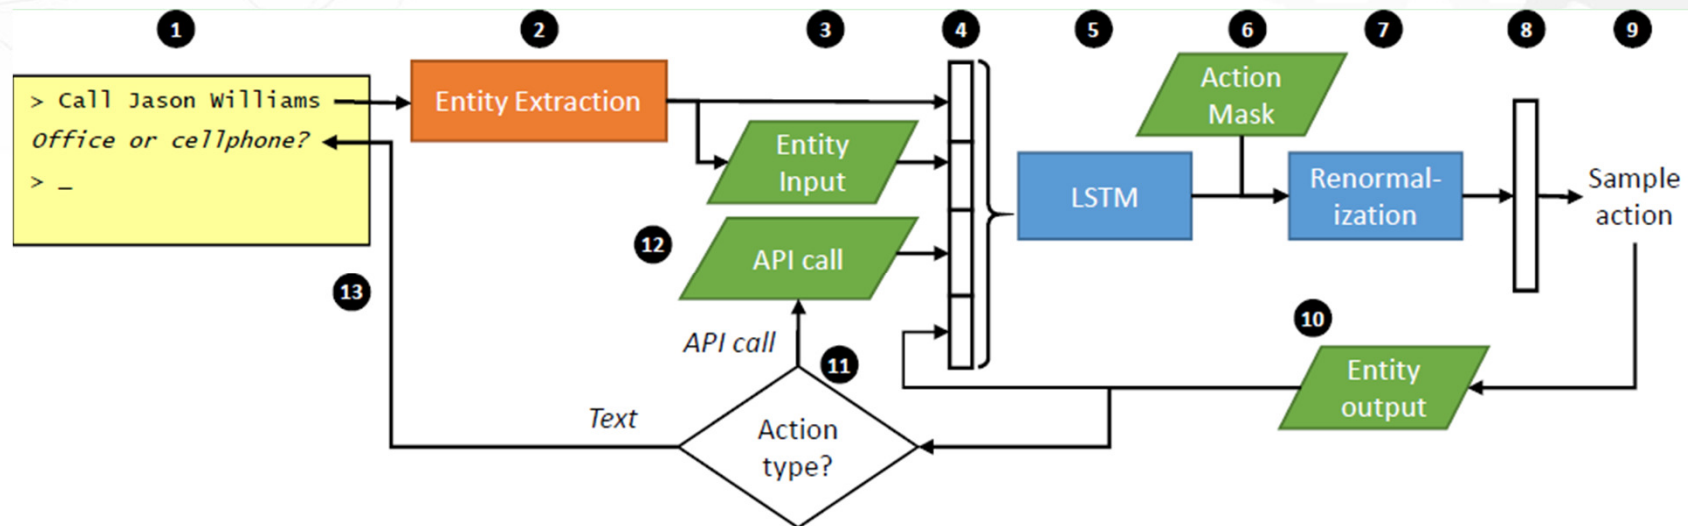 1 2 3 4 5 6 7 8 9
> Call Jason Williams
Office or cellphone?
> _
Entity Extraction
Entity
Input
12
API call
13
API call
11
Text
Action
type?
LSTM
Action
Mask
Renormal-
ization
Sample
action
10
Entity
output